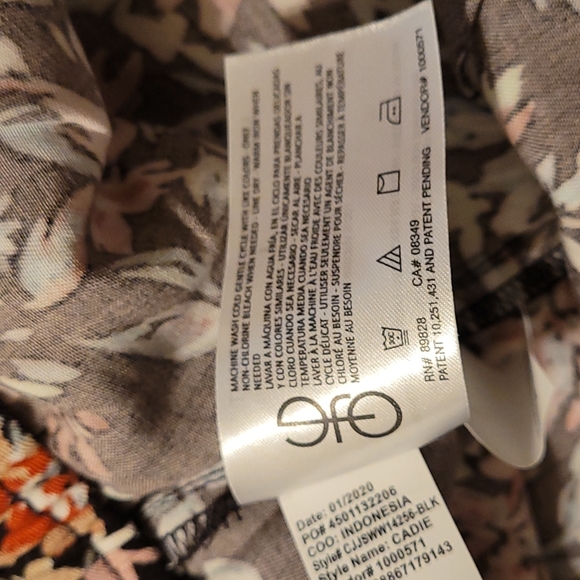 MACHINE WASH COLD GENTLE CYCLE WITH LIKE COLORS - ONLY
NON-CHLORINE BLEACH WHEN NEEDED - LINE DRY - WARM IRON WHEN
NEEDED
LAVAR A MÁQUINA CON AGUA FRÍA, EN EL CICLO PARA PRENDAS DELICADAS
Y CON COLORES SIMILARES - UTILIZAR ÚNICAMENTE BLANQUEADOR SIN
CLORO CUANDO SEA NECESARIO - SECAR AL AIRE - PLANCHAR A
TEMPERATURA MEDIA CUANDO SEA NECESARIO
LAVER À LA MACHINE À L'EAU FROIDE AVEC DES COULEURS SIMILAIRES, AU
CYCLE DÉLICAT - UTILISER SEULEMENT UN AGENT DE BLANCHIMENT NON
CHLORÉ AU BESOIN - SUSPENDRE POUR SÉCHER - REPASSER À TEMPÉRATURE
MOYENNE AU BESOIN
RN# 89828 CA# 08349 VENDOR# 1000571
PATENT 10,251,431 AND PATENT PENDING
Date: 01/2020
PO# 4501132206
COO: INDONESIA
Style# CJJSWW14256-BLK
Style Name: CADIE
1000571
8867179143